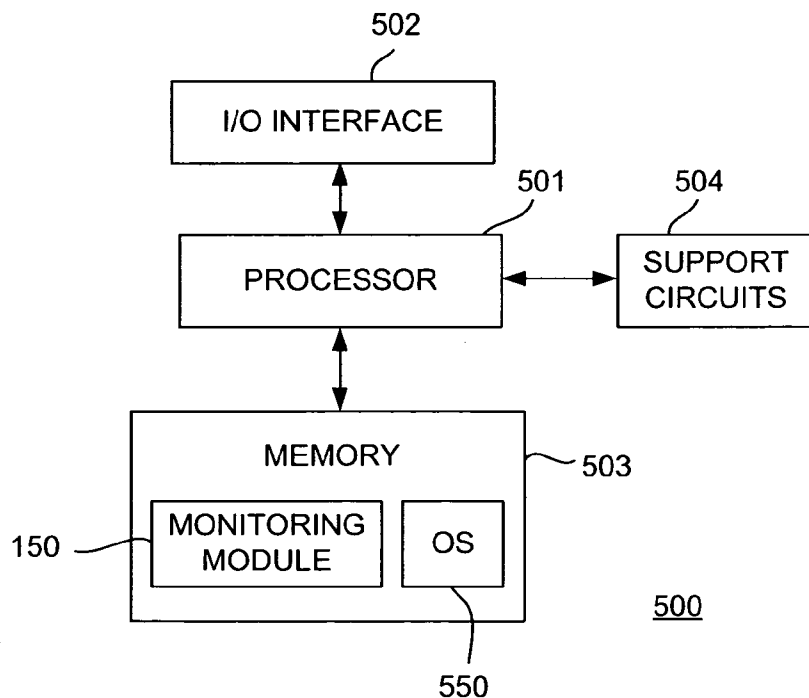 502
I/O INTERFACE
501
PROCESSOR
504
SUPPORT
CIRCUITS
MEMORY
503
150
MONITORING
MODULE
OS
550
500